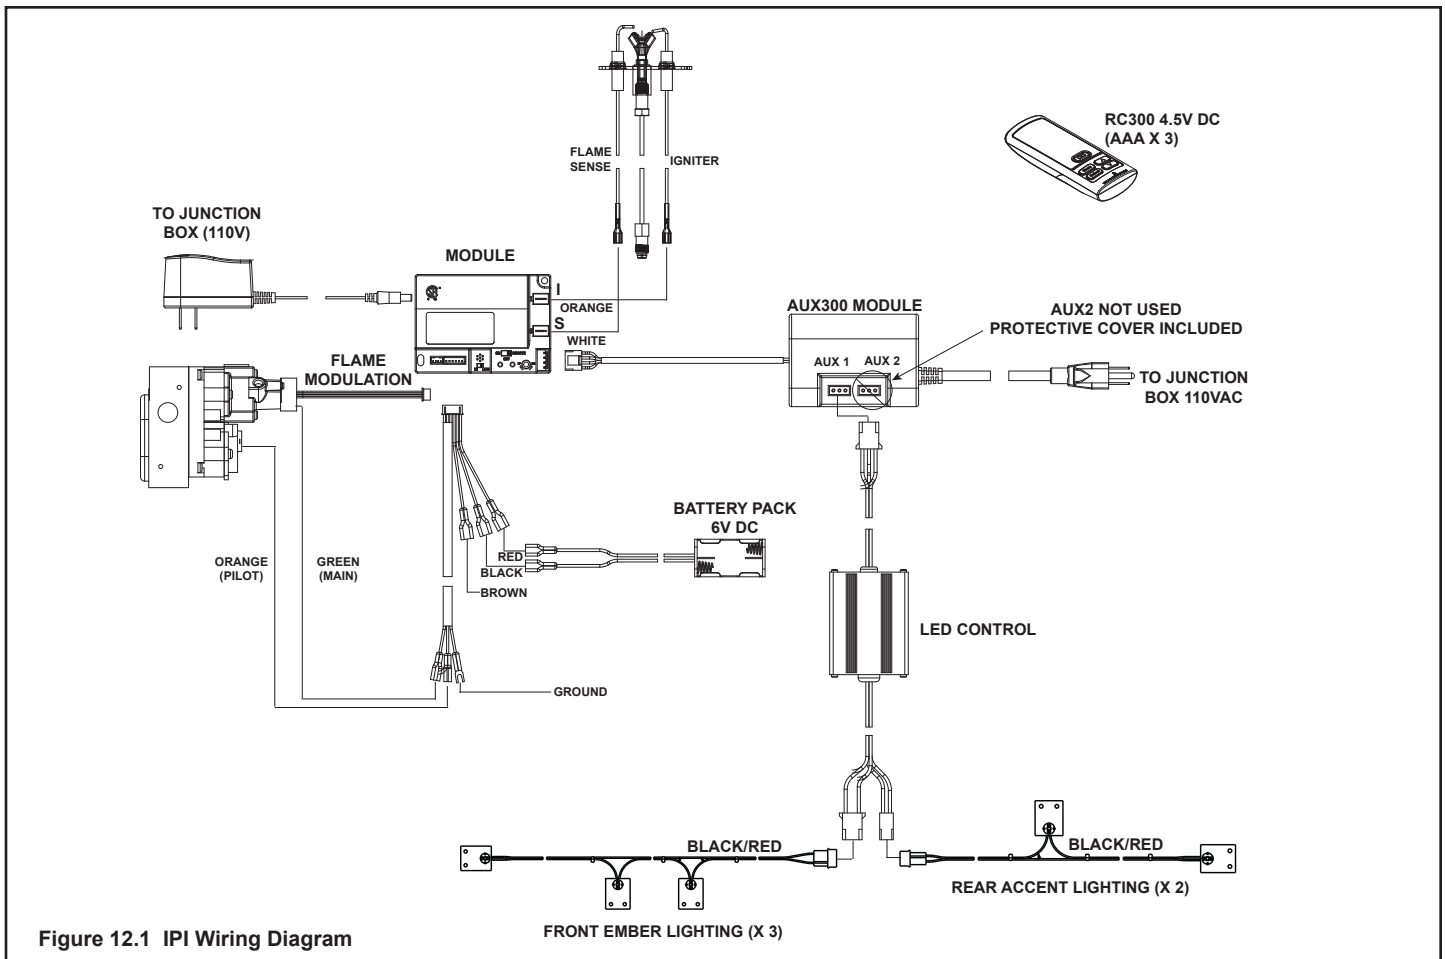 RC300 4.5V DC
(AAA X 3)
FLAME
SENSE
IGNITER
TO JUNCTION
BOX (110V)
MODULE
I
ORANGE
S
WHITE
AUX300 MODULE
AUX2 NOT USED
PROTECTIVE COVER INCLUDED
AUX 1
AUX 2
TO JUNCTION
BOX 110VAC
FLAME
MODULATION
BATTERY PACK
6V DC
RED
BLACK
BROWN
ORANGE
(PILOT)
GREEN
(MAIN)
GROUND
LED CONTROL
BLACK/RED
BLACK/RED
REAR ACCENT LIGHTING (X 2)
FRONT EMBER LIGHTING (X 3)
Figure 12.1 IPI Wiring Diagram